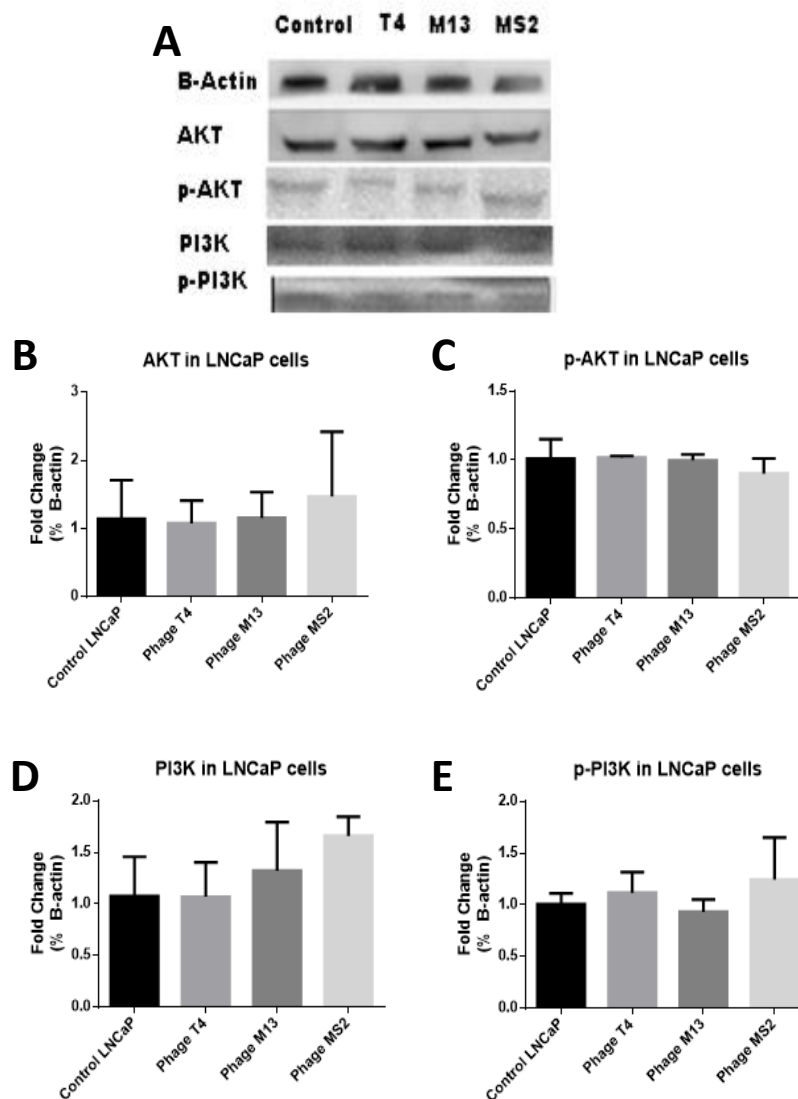 A
Control T4 M13 MS2
B-Actin
AKT
p-AKT
PI3K
p-PI3K
B
AKT in LNCaP cells
Fold Change
(% B-actin)
3
2
1
0
Control LNCaP
Phage T4
Phage M13
Phage MS2
C
p-AKT in LNCaP cells
Fold Change
(% B-actin)
1.5
1.0
0.5
0.0
Control LNCaP
Phage T4
Phage M13
Phage MS2
D
PI3K in LNCaP cells
Fold Change
(% B-actin)
2.0
1.5
1.0
0.5
0.0
Control LNCaP
Phage T4
Phage M13
Phage MS2
E
p-PI3K in LNCaP cells
Fold Change
(% B-actin)
2.0
1.5
1.0
0.5
0.0
Control LNCaP
Phage T4
Phage M13
Phage MS2